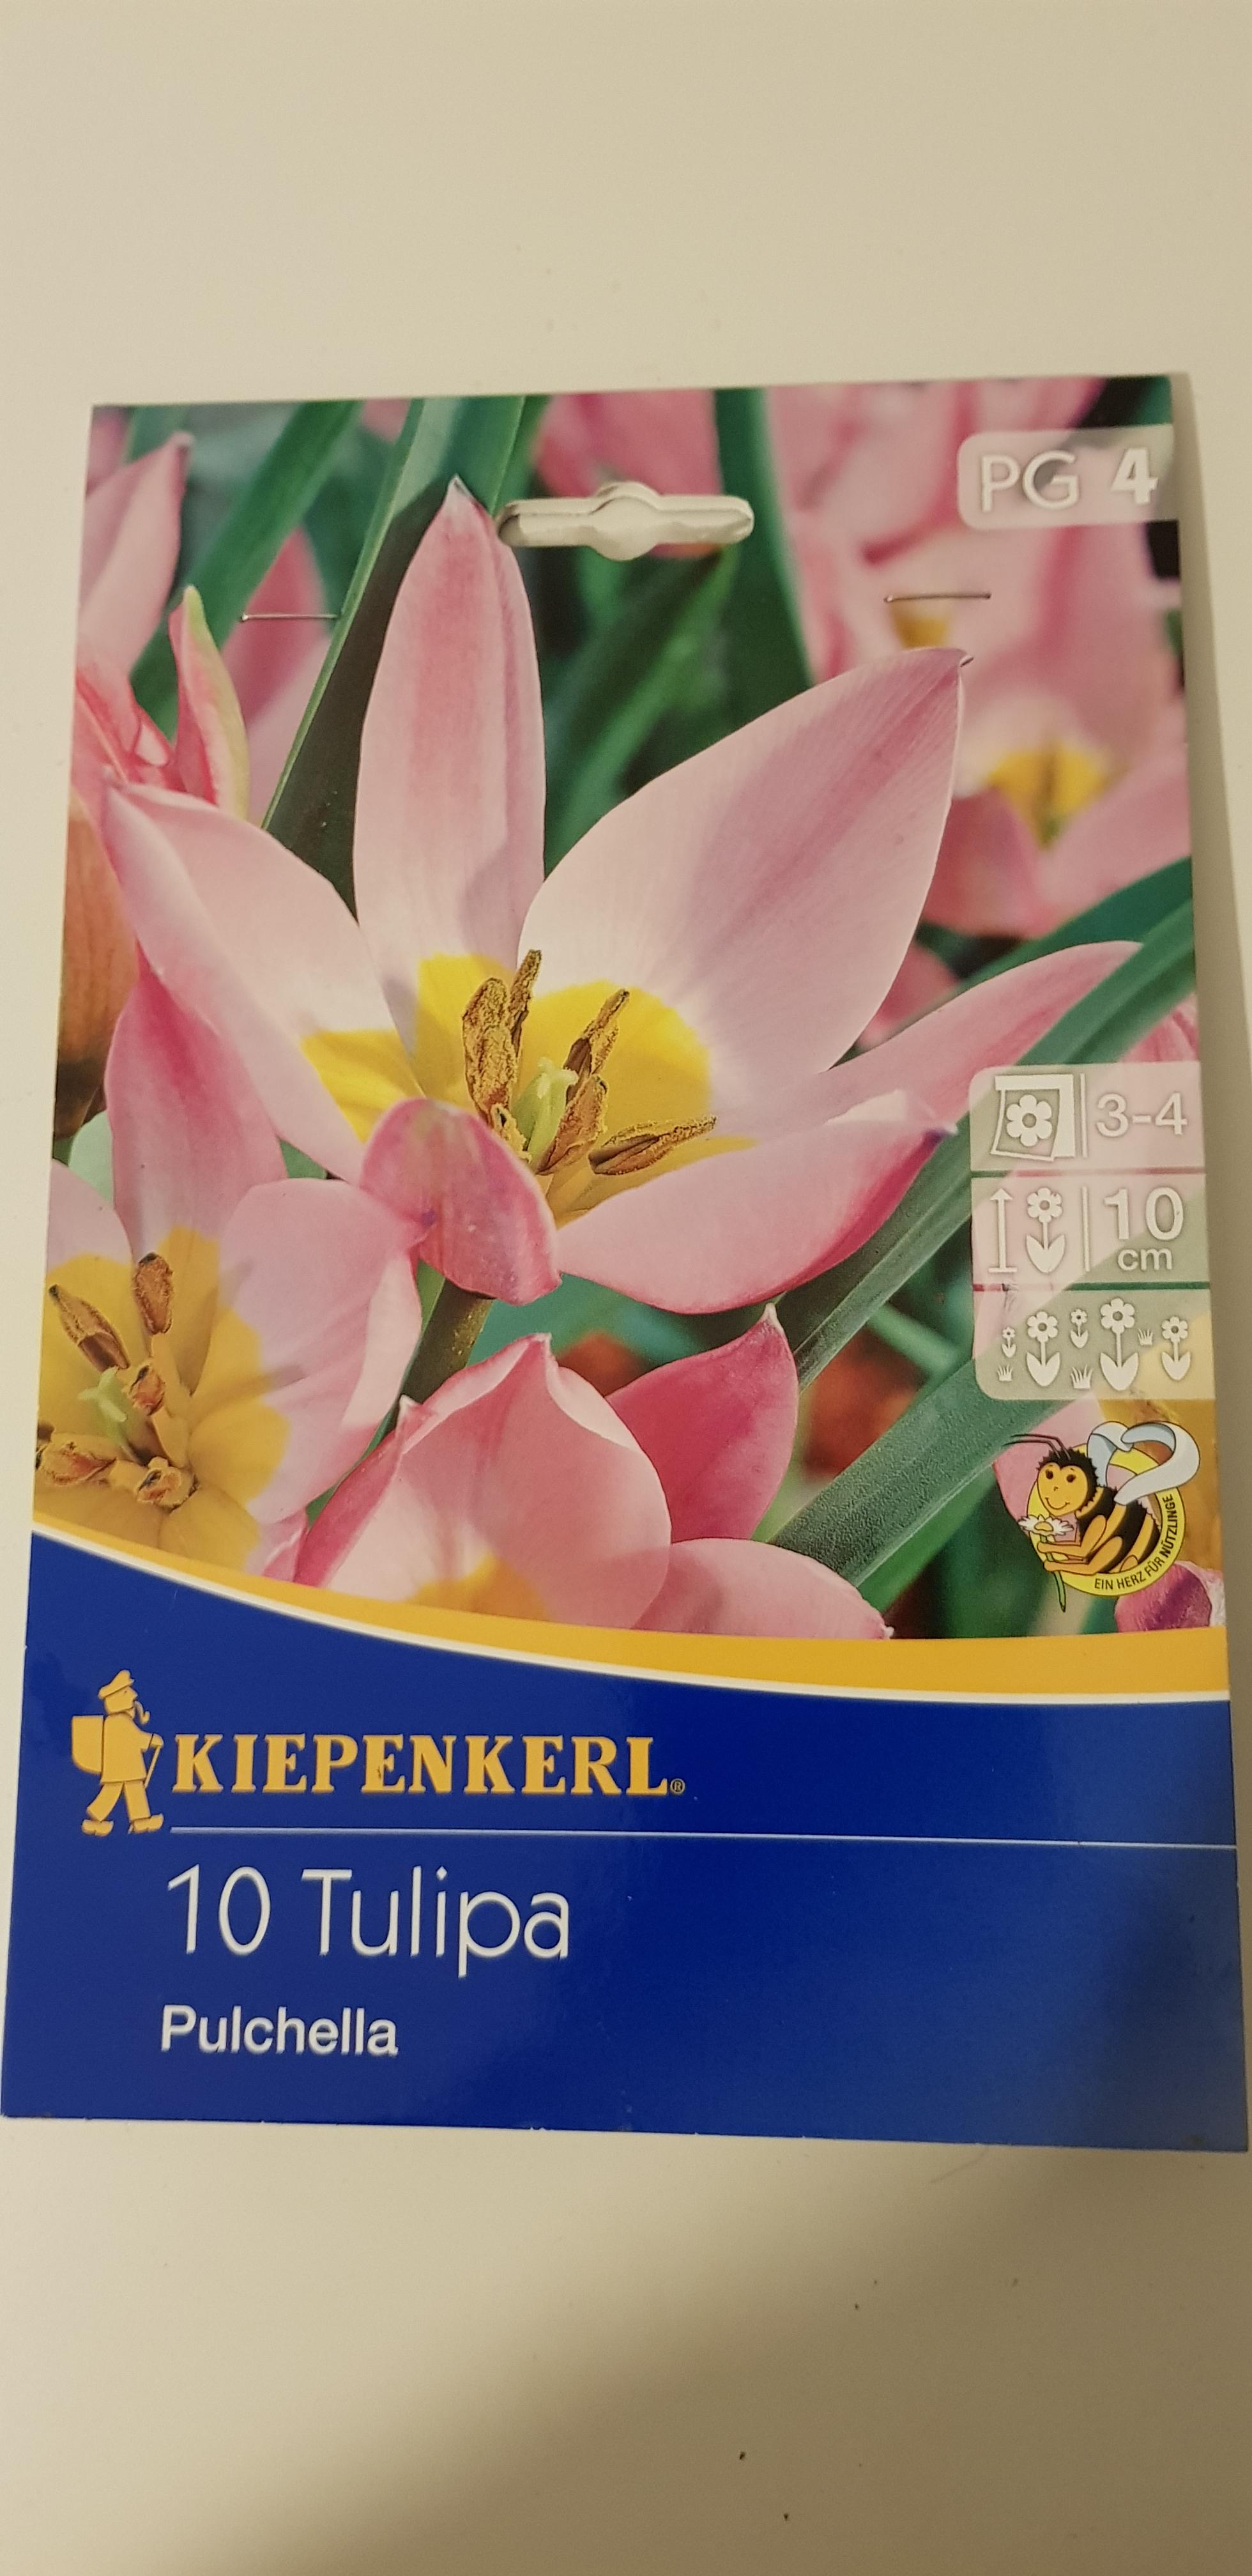 PG 4
3-4
10
cm
EIN HERZ FÜR NÜTZLINGE
KIEPENKERL®
10 Tulipa
Pulchella